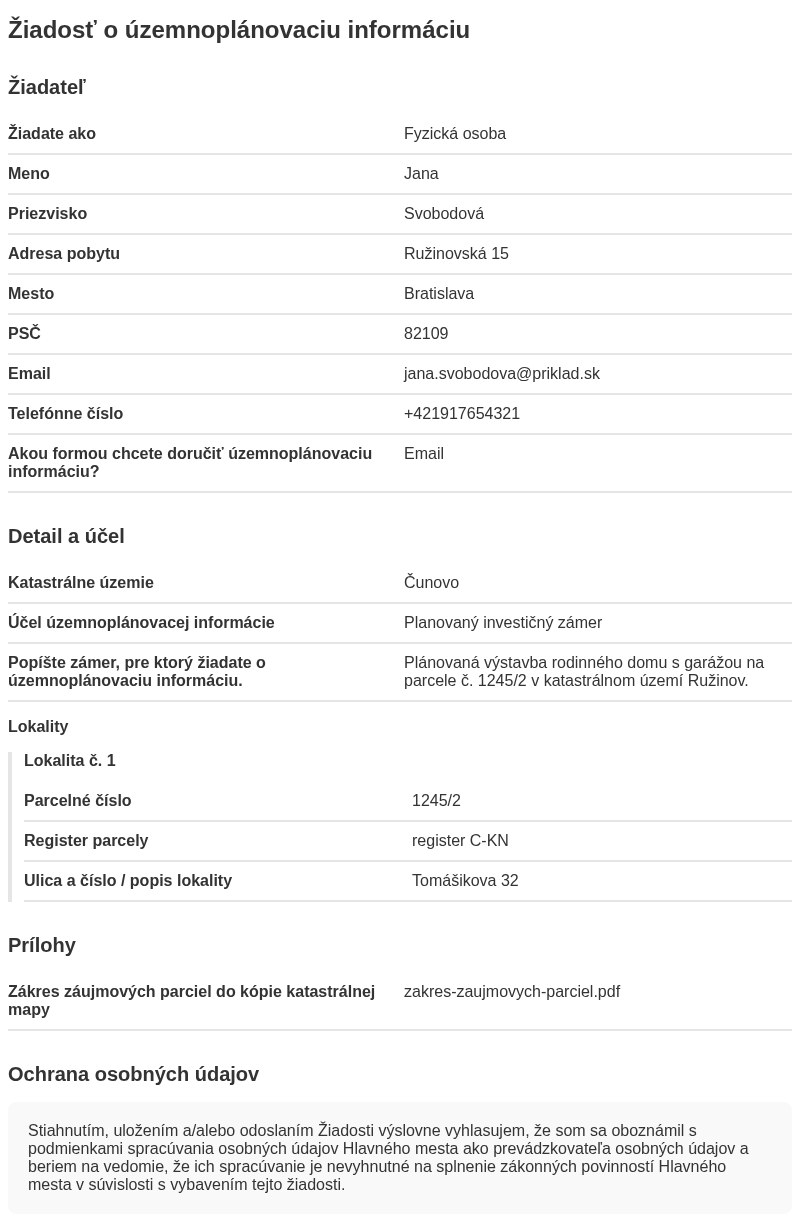 Žiadosť o územnoplánovaciu informáciu
Žiadateľ
Žiadate ako Fyzická osoba
Meno Jana
Priezvisko Svobodová
Adresa pobytu Ružinovská 15
Mesto Bratislava
PSČ 82109
Email jana.svobodova@priklad.sk
Telefónne číslo +421917654321
Akou formou chcete doručiť územnoplánovaciu Email
informáciu?
Detail a účel
Katastrálne územie Čunovo
Účel územnoplánovacej informácie Planovaný investičný zámer
Popíšte zámer, pre ktorý žiadate o Plánovaná výstavba rodinného domu s garážou na
územnoplánovaciu informáciu. parcele č. 1245/2 v katastrálnom území Ružinov.
Lokality
Lokalita č. 1
Parcelné číslo 1245/2
Register parcely register C-KN
Ulica a číslo / popis lokality Tomášikova 32
Prílohy
Zákres záujmových parciel do kópie katastrálnej zakres-zaujmovych-parciel.pdf
mapy
Ochrana osobných údajov
Stiahnutím, uložením a/alebo odoslaním Žiadosti výslovne vyhlasujem, že som sa oboznámil s
podmienkami spracúvania osobných údajov Hlavného mesta ako prevádzkovateľa osobných údajov a
beriem na vedomie, že ich spracúvanie je nevyhnutné na splnenie zákonných povinností Hlavného
mesta v súvislosti s vybavením tejto žiadosti.